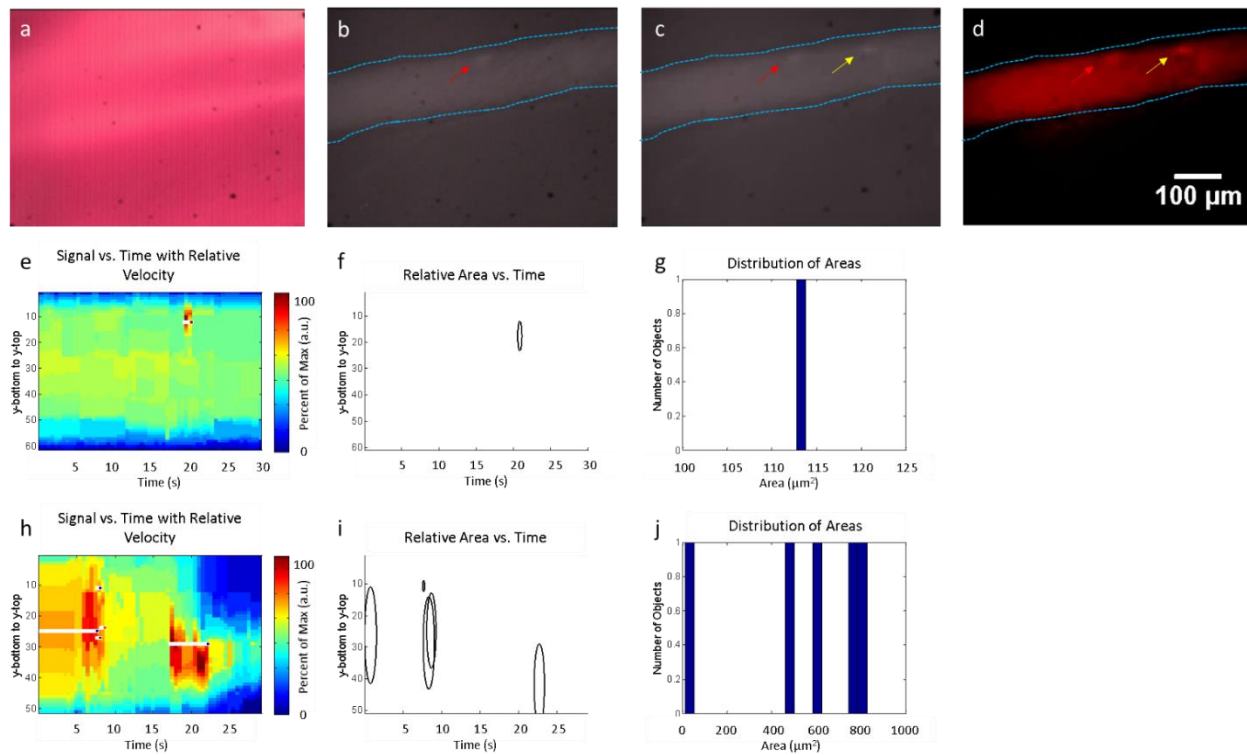 a
b
c
d
100 µm
e
Signal vs. Time with Relative
Velocity
y-bottom to y-top
10
20
30
40
50
60
5 10 15 20 25 30
Time (s)
100
Percent of Max (a.u.)
0
f
Relative Area vs. Time
y-bottom to y-top
10
20
30
40
50
60
5 10 15 20 25 30
Time (s)
g
Distribution of Areas
Number of Objects
1
0.8
0.6
0.4
0.2
0
100 105 110 115 120 125
Area (µm²)
h
Signal vs. Time with Relative
Velocity
y-bottom to y-top
10
20
30
40
50
5 10 15 20 25
Time (s)
100
Percent of Max (a.u.)
0
i
Relative Area vs. Time
y-bottom to y-top
10
20
30
40
50
5 10 15 20 25
Time (s)
j
Distribution of Areas
Number of Objects
1
0.8
0.6
0.4
0.2
0
0 200 400 600 800 1000
Area (µm²)